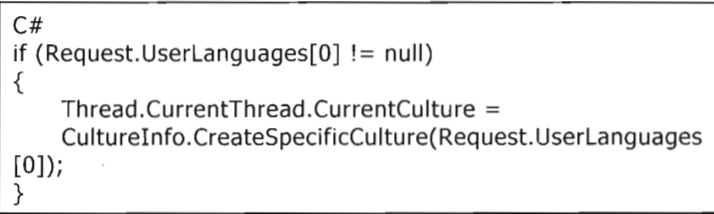 C#
if (Request.UserLanguages[0] != null)
{
Thread.CurrentThread.CurrentCulture =
CultureInfo.CreateSpecificCulture(Request.UserLanguages
[0]);
}